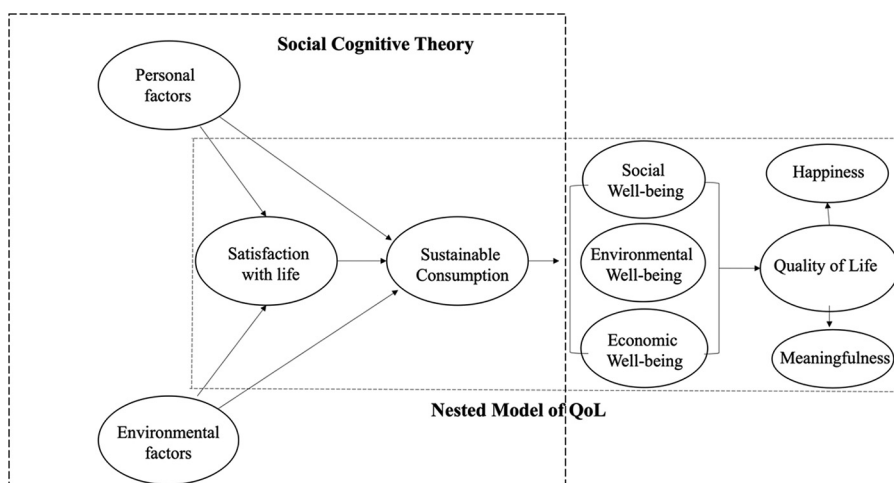 Social Cognitive Theory
Personal
factors
Social
Well-being
Happiness
Satisfaction
with life
Sustainable
Consumption
Environmental
Well-being
Quality of Life
Economic
Well-being
Meaningfulness
Nested Model of QoL
Environmental
factors